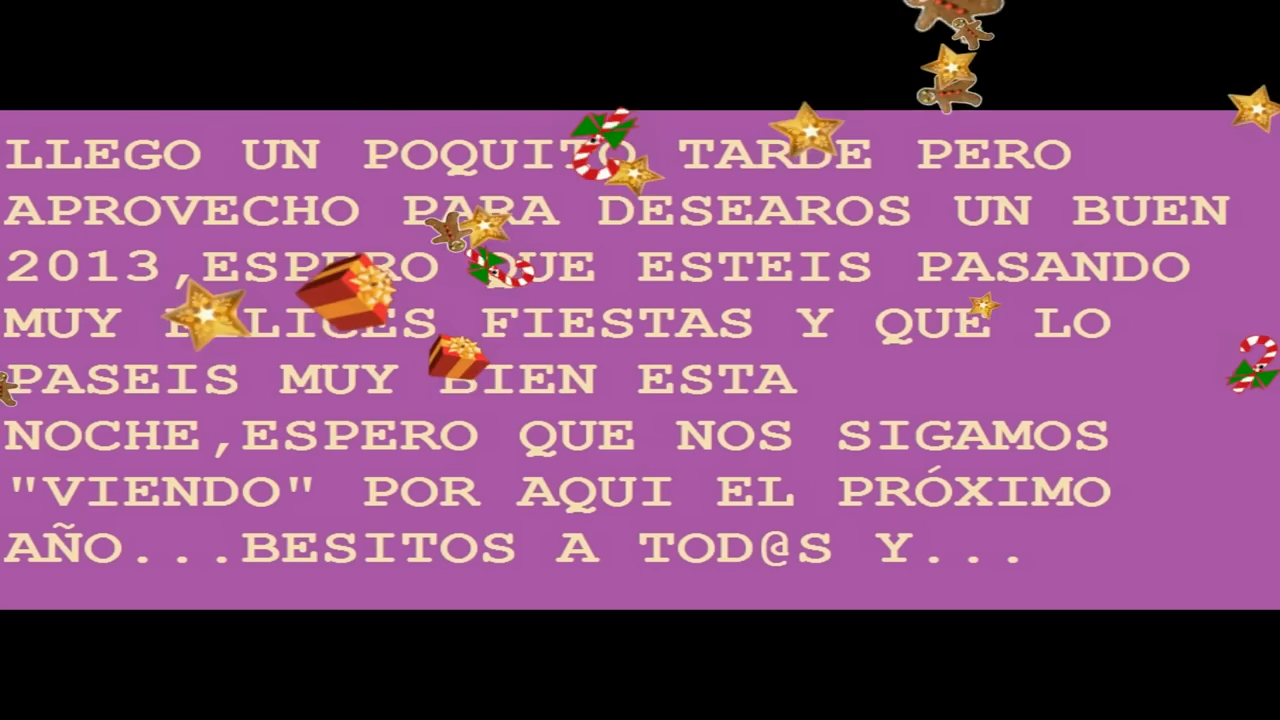 LLEGO UN POQUITO TARDE PERO
APROVECHO PARA DESEAROS UN BUEN
2013,ESPERO QUE ESTEIS PASANDO
MUY FELICES FIESTAS Y QUE LO
PASEIS MUY BIEN ESTA
NOCHE,ESPERO QUE NOS SIGAMOS
"VIENDO" POR AQUI EL PRÓXIMO
AÑO...BESITOS A TOD@S Y...